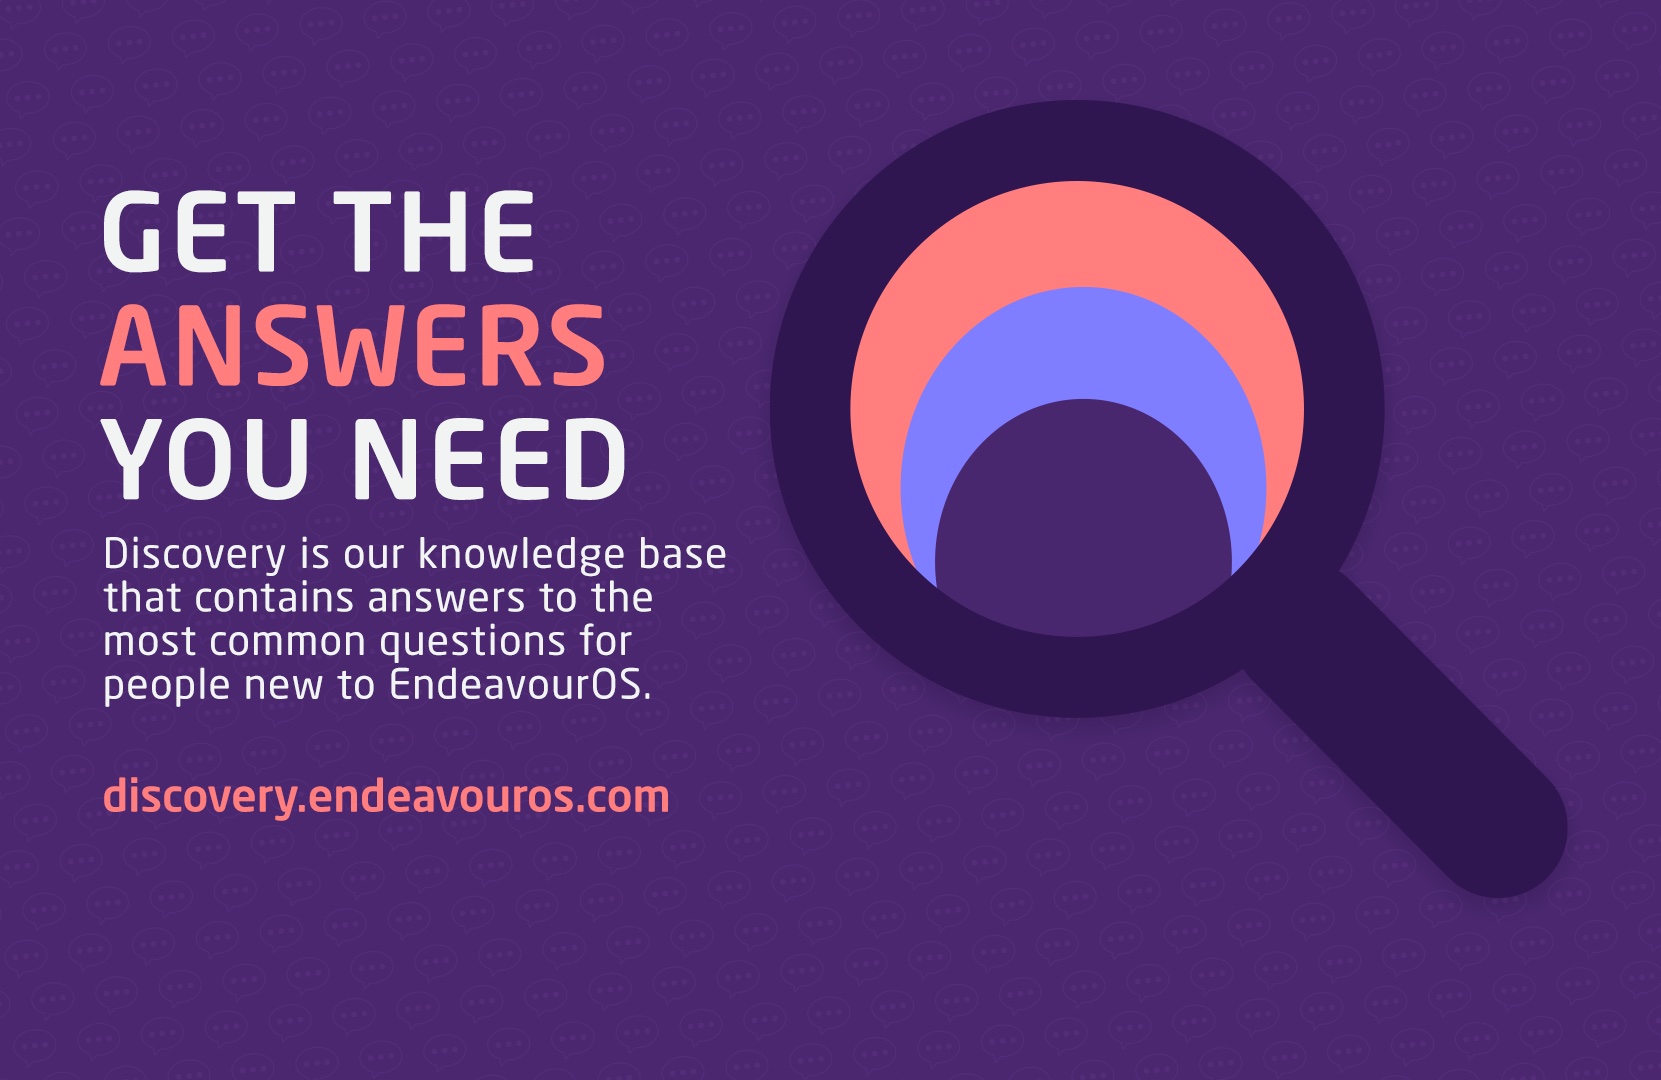 GET THE
ANSWERS
YOU NEED
Discovery is our knowledge base
that contains answers to the
most common questions for
people new to EndeavourOS.
discovery.endeavouros.com